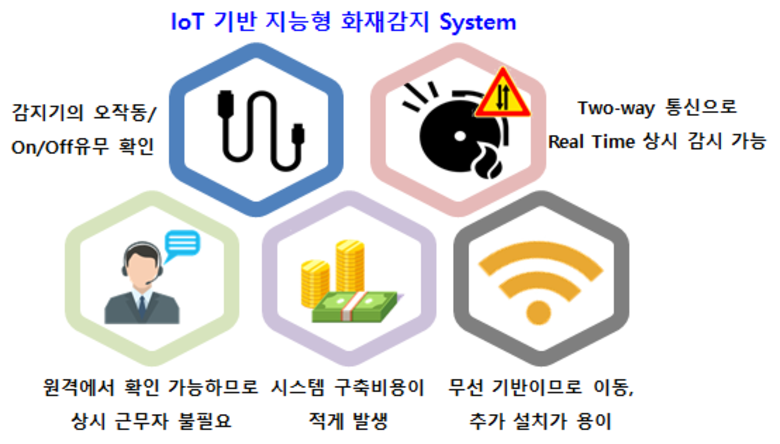 IoT 기반 지능형 화재감지 System
감지기의 오작동/
On/Off유무 확인
Two-way 통신으로
Real Time 상시 감시 가능
원격에서 확인 가능하므로
상시 근무자 불필요
시스템 구축비용이
적게 발생
무선 기반이므로 이동,
추가 설치가 용이